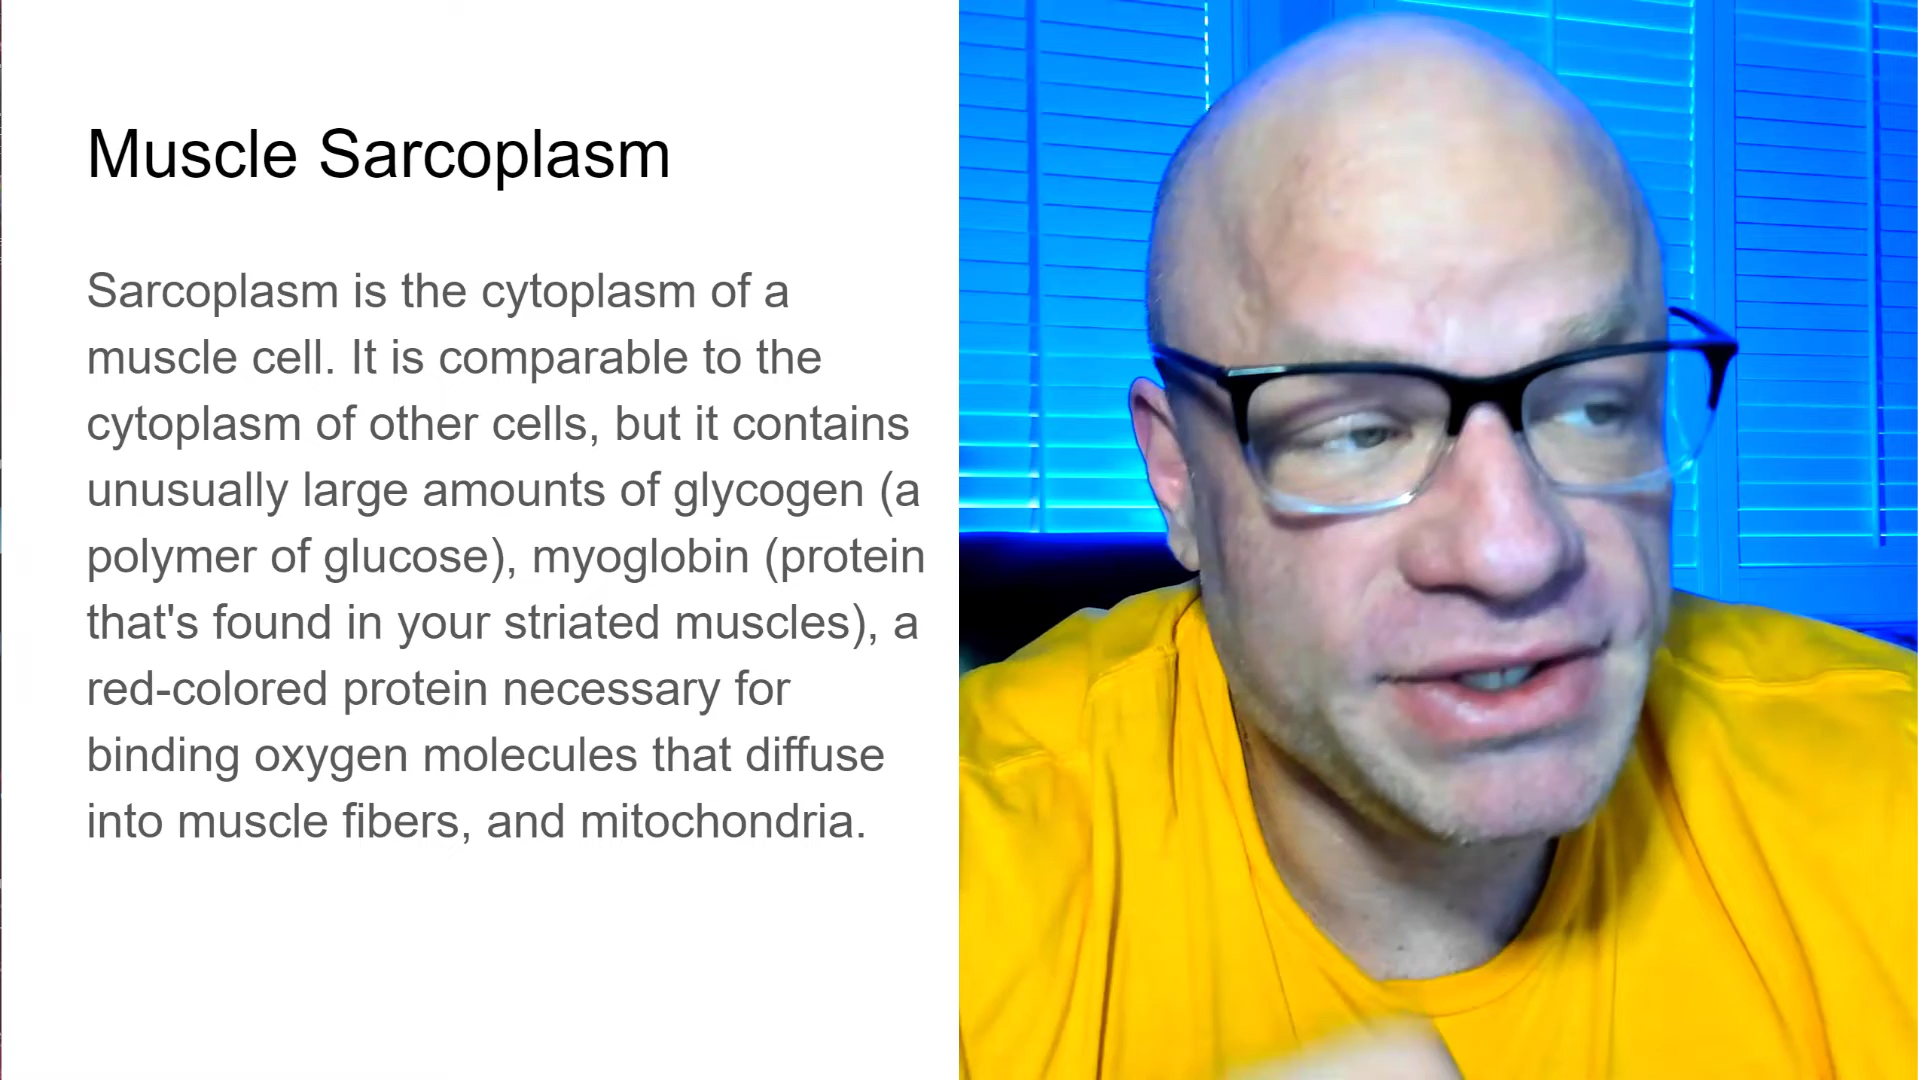 Muscle Sarcoplasm
Sarcoplasm is the cytoplasm of a
muscle cell. It is comparable to the
cytoplasm of other cells, but it contains
unusually large amounts of glycogen (a
polymer of glucose), myoglobin (protein
that's found in your striated muscles), a
red-colored protein necessary for
binding oxygen molecules that diffuse
into muscle fibers, and mitochondria.